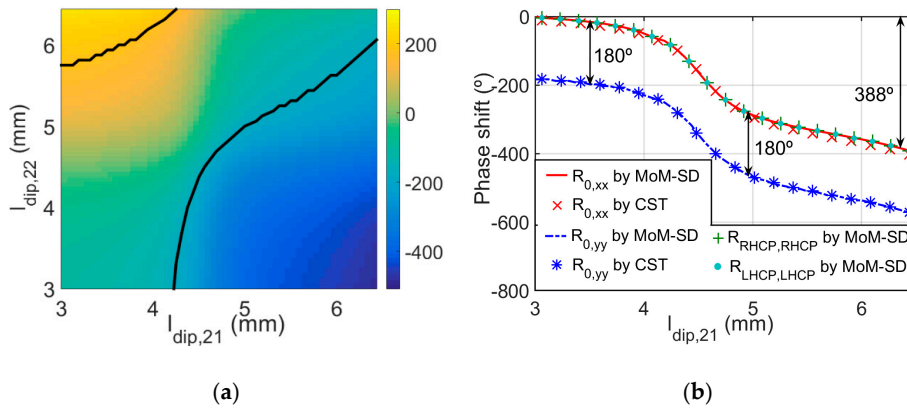 (a)
6
5
4
3
3
4
5
6
l_dip,22 (mm)
l_dip,21 (mm)
200
0
-200
-400
(b)
0
-200
-400
-600
-800
3
4
5
6
Phase shift (º)
l_dip,21 (mm)
180º
180º
388º
R_0,xx by MoM-SD
R_0,xx by CST
R_0,yy by MoM-SD
R_0,yy by CST
R_RHCP,RHCP by MoM-SD
R_LHCP,LHCP by MoM-SD
(a)
(b)